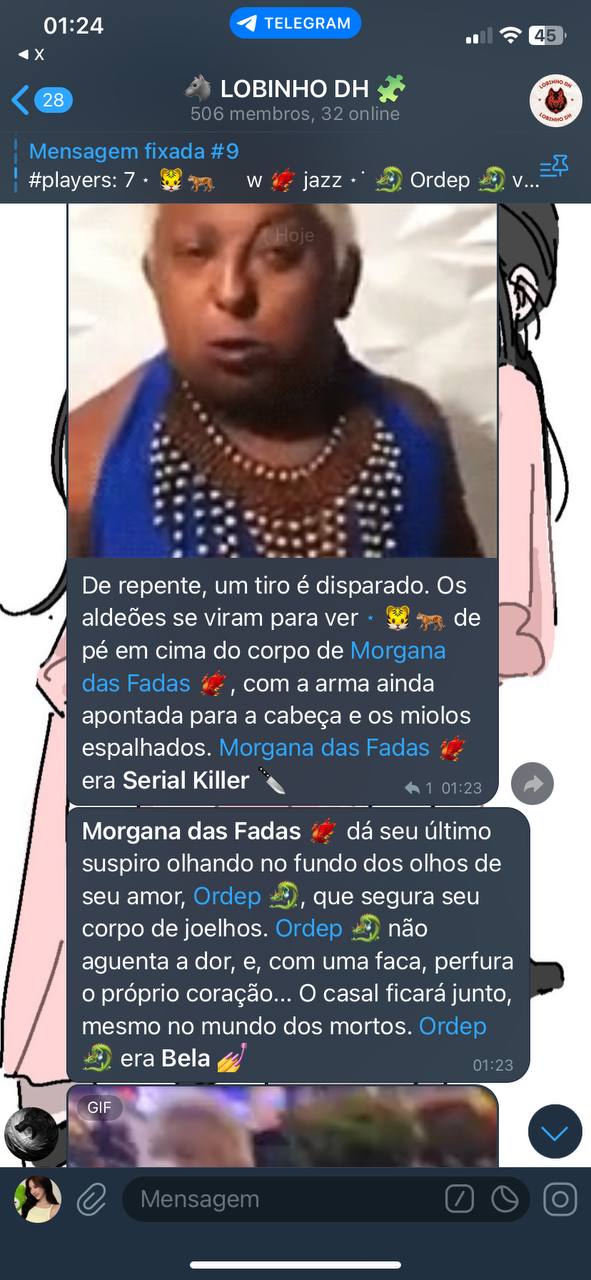 01:24
TELEGRAM
45
◀ X
28
🐺 LOBINHO DH 🧩
506 membros, 32 online
LOBINHO DH
LOBINHO DH
Mensagem fixada #9
#players: 7 · 🐯🐅 w 🐦‍🔥 jazz ⋆˙ 🐉 Ordep 🐉 v...
Hoje
De repente, um tiro é disparado. Os
aldeões se viram para ver · 🐯🐅 de
pé em cima do corpo de Morgana
das Fadas 🐦‍🔥, com a arma ainda
apontada para a cabeça e os miolos
espalhados. Morgana das Fadas 🐦‍🔥
era Serial Killer 🔪
1 01:23
Morgana das Fadas 🐦‍🔥 dá seu último
suspiro olhando no fundo dos olhos de
seu amor, Ordep 🐉, que segura seu
corpo de joelhos. Ordep 🐉 não
aguenta a dor, e, com uma faca, perfura
o próprio coração... O casal ficará junto,
mesmo no mundo dos mortos. Ordep
🐉 era Bela 💅
01:23
GIF
Mensagem